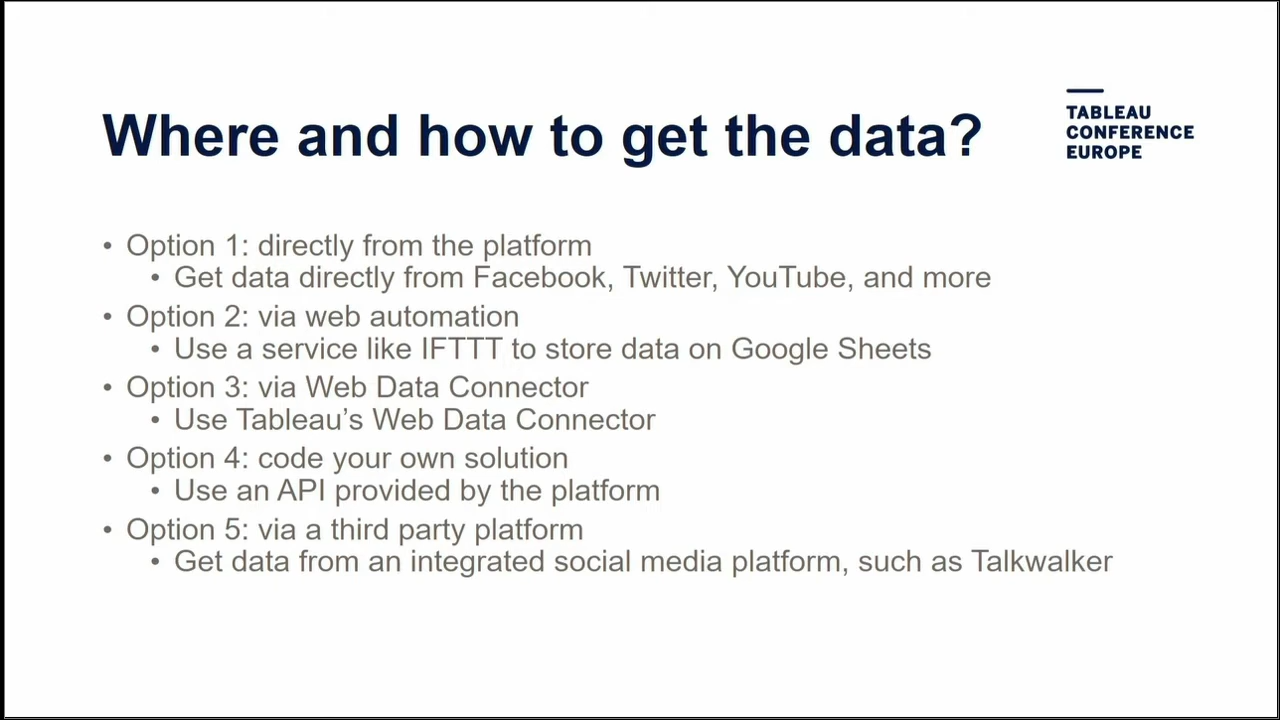 Where and how to get the data?
TABLEAU
CONFERENCE
EUROPE
• Option 1: directly from the platform
• Get data directly from Facebook, Twitter, YouTube, and more
• Option 2: via web automation
• Use a service like IFTTT to store data on Google Sheets
• Option 3: via Web Data Connector
• Use Tableau’s Web Data Connector
• Option 4: code your own solution
• Use an API provided by the platform
• Option 5: via a third party platform
• Get data from an integrated social media platform, such as Talkwalker